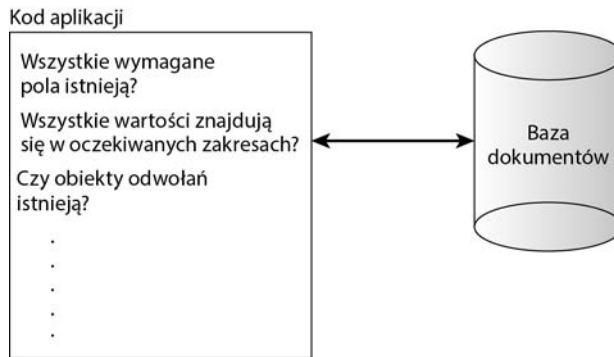 Kod aplikacji
Wszystkie wymagane
pola istnieją?
Wszystkie wartości znajdują
się w oczekiwanych zakresach?
Czy obiekty odwołań
istnieją?
.
.
.
.
.
Baza
dokumentów